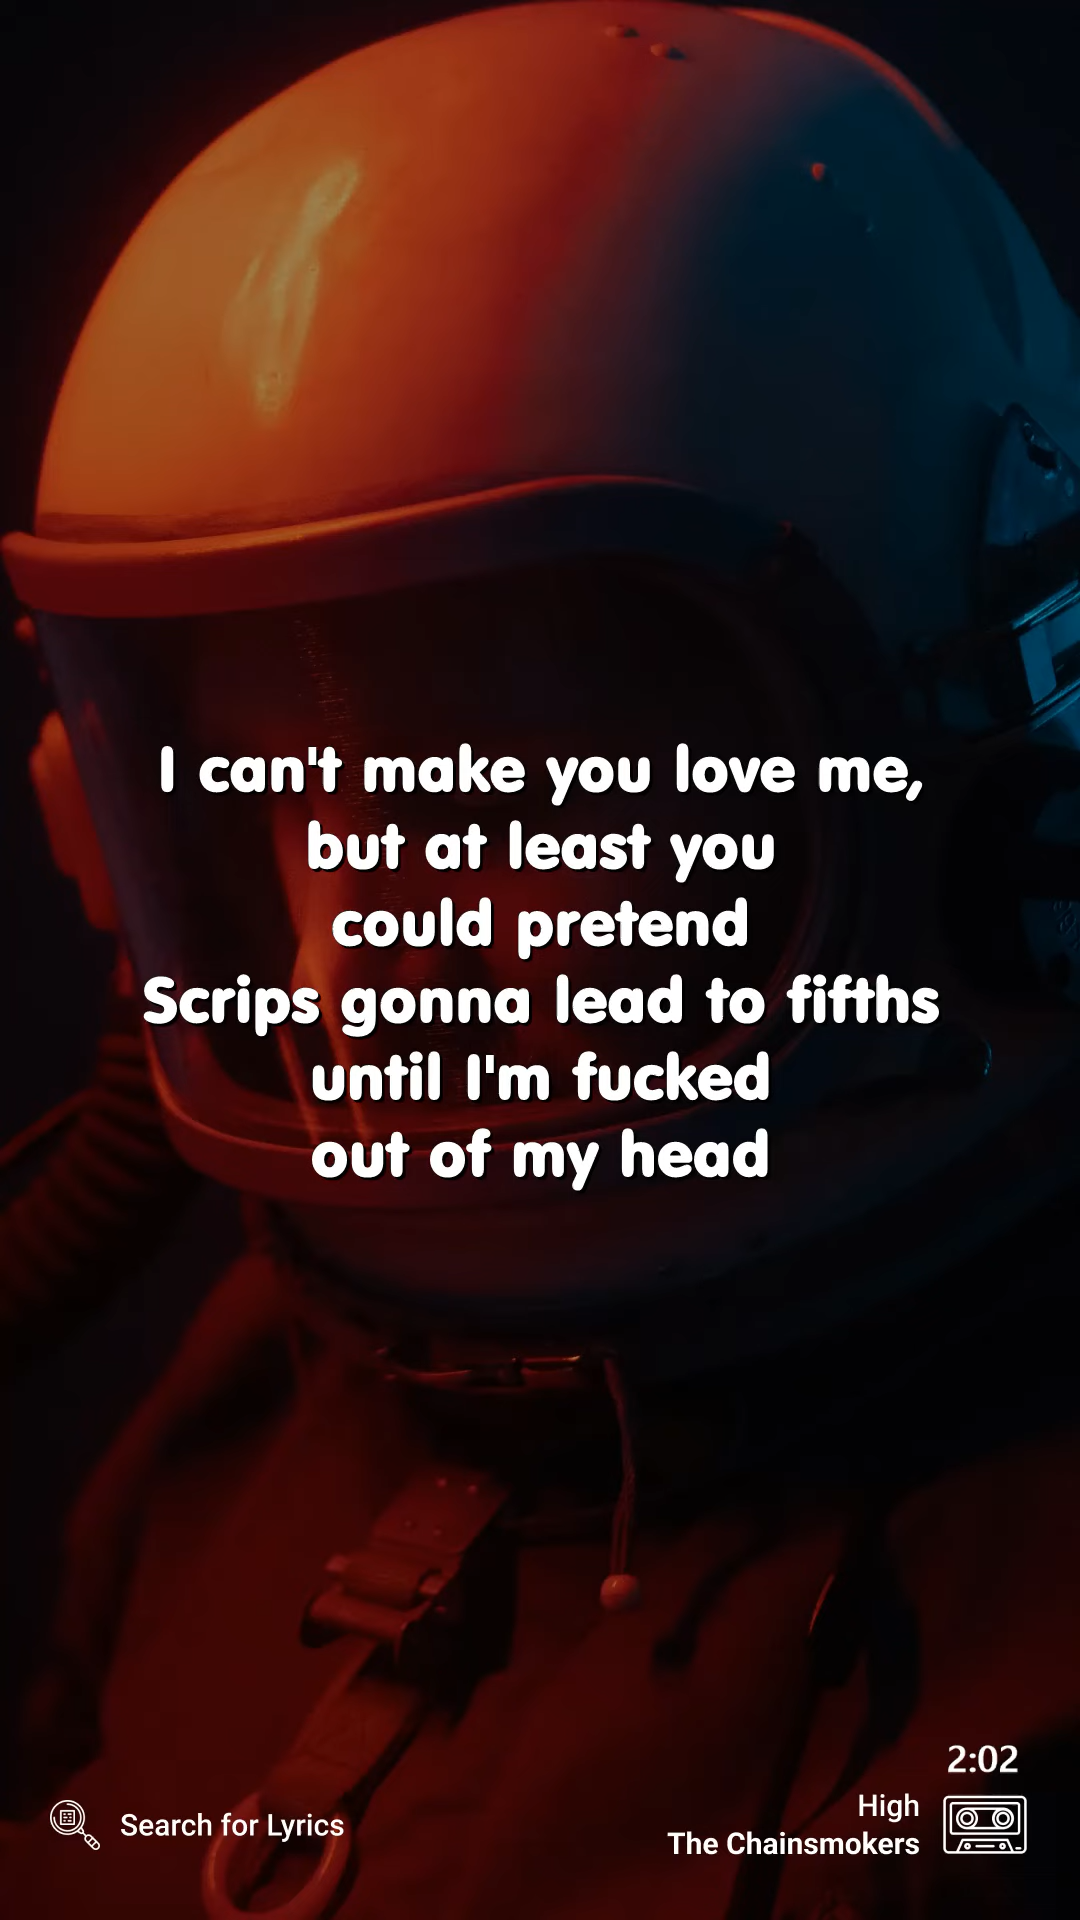 I can't make you love me,
but at least you
could pretend
Scrips gonna lead to fifths
until I'm fucked
out of my head
2:02
High
The Chainsmokers
Search for Lyrics